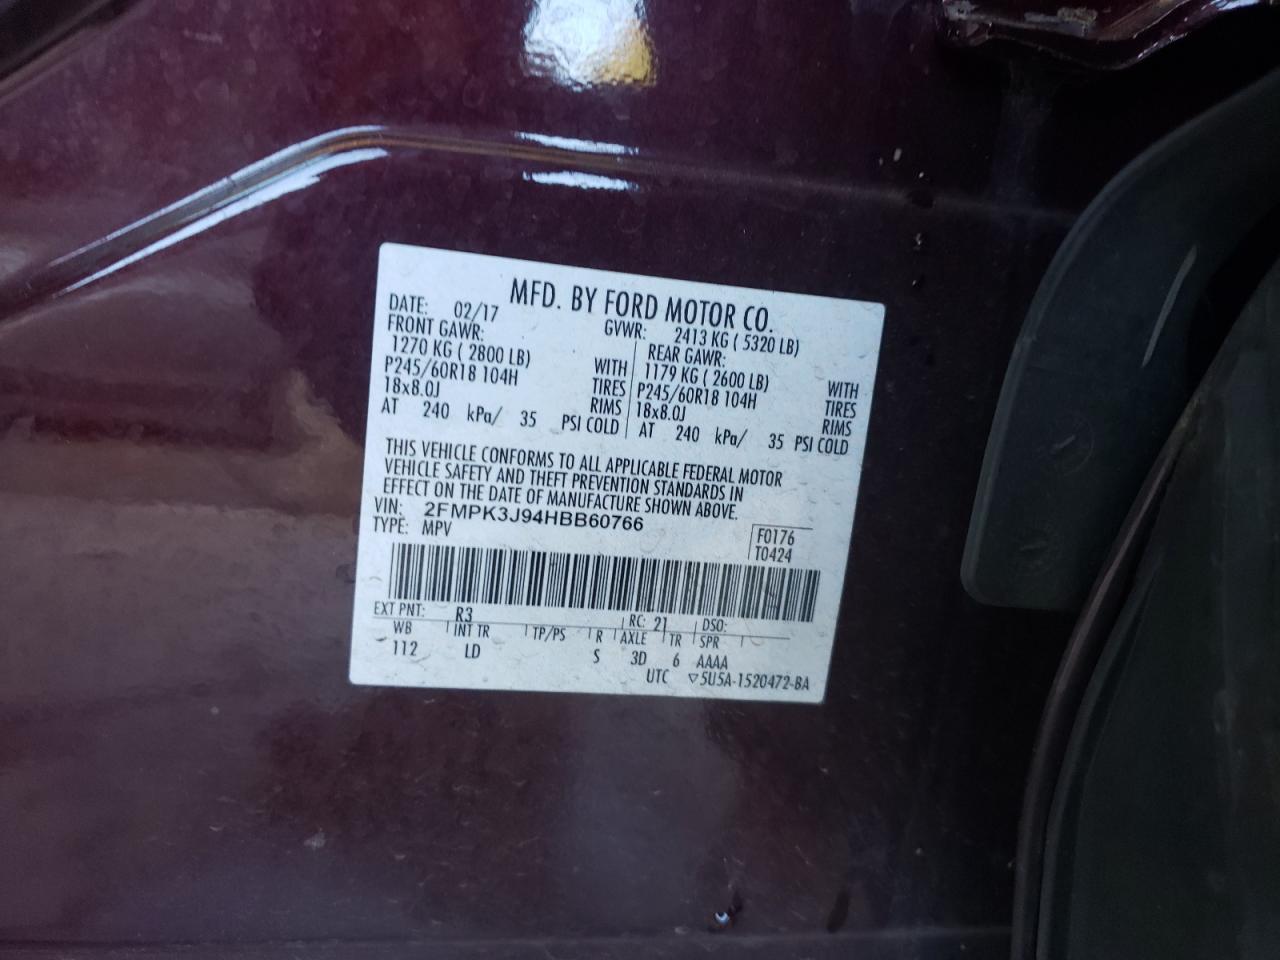 MFD. BY FORD MOTOR CO.
DATE: 02/17 GVWR: 2413 KG ( 5320 LB)
FRONT GAWR: REAR GAWR:
1270 KG ( 2800 LB) WITH 1179 KG ( 2600 LB) WITH
P245/60R18 104H TIRES P245/60R18 104H TIRES
18x8.0J RIMS 18x8.0J RIMS
AT 240 kPa/ 35 PSI COLD AT 240 kPa/ 35 PSI COLD
THIS VEHICLE CONFORMS TO ALL APPLICABLE FEDERAL MOTOR
VEHICLE SAFETY AND THEFT PREVENTION STANDARDS IN
EFFECT ON THE DATE OF MANUFACTURE SHOWN ABOVE.
VIN: 2FMPK3J94HBB60766
TYPE: MPV F0176
T0424
EXT PNT: R3 RC: 21 DSO:
WB INT TR TP/PS R AXLE TR SPR
112 LD S 3D 6 AAAA
UTC ▽5U5A-1520472-BA